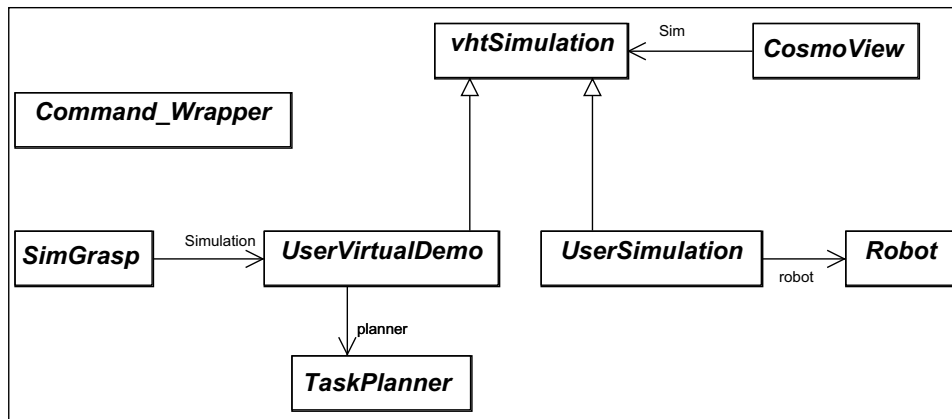 vhtSimulation
Sim
CosmoView
Command_Wrapper
SimGrasp
Simulation
UserVirtualDemo
UserSimulation
robot
Robot
planner
TaskPlanner